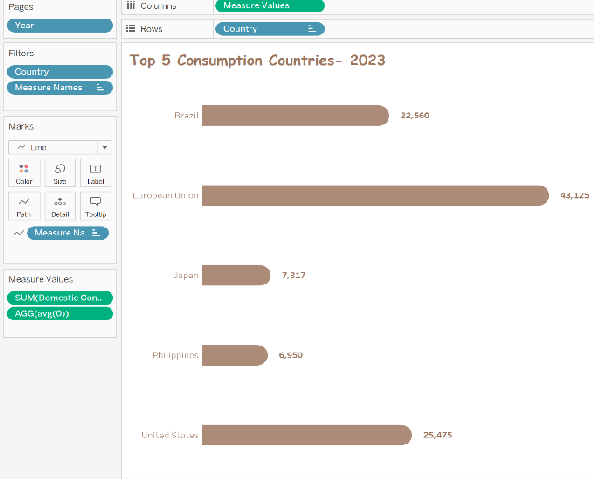 Pages
Year
Filters
Country
Measure Names
Marks
Line
Color Size Label
Path Detail Tooltip
Measure Na..
Measure Values
SUM(Domestic Con..
AGG(avg(0))
Columns Measure Values
Rows Country
Top 5 Consumption Countries- 2023
Brazil 22,560
European Union 43,125
Japan 7,317
Philippines 6,950
United States 25,475